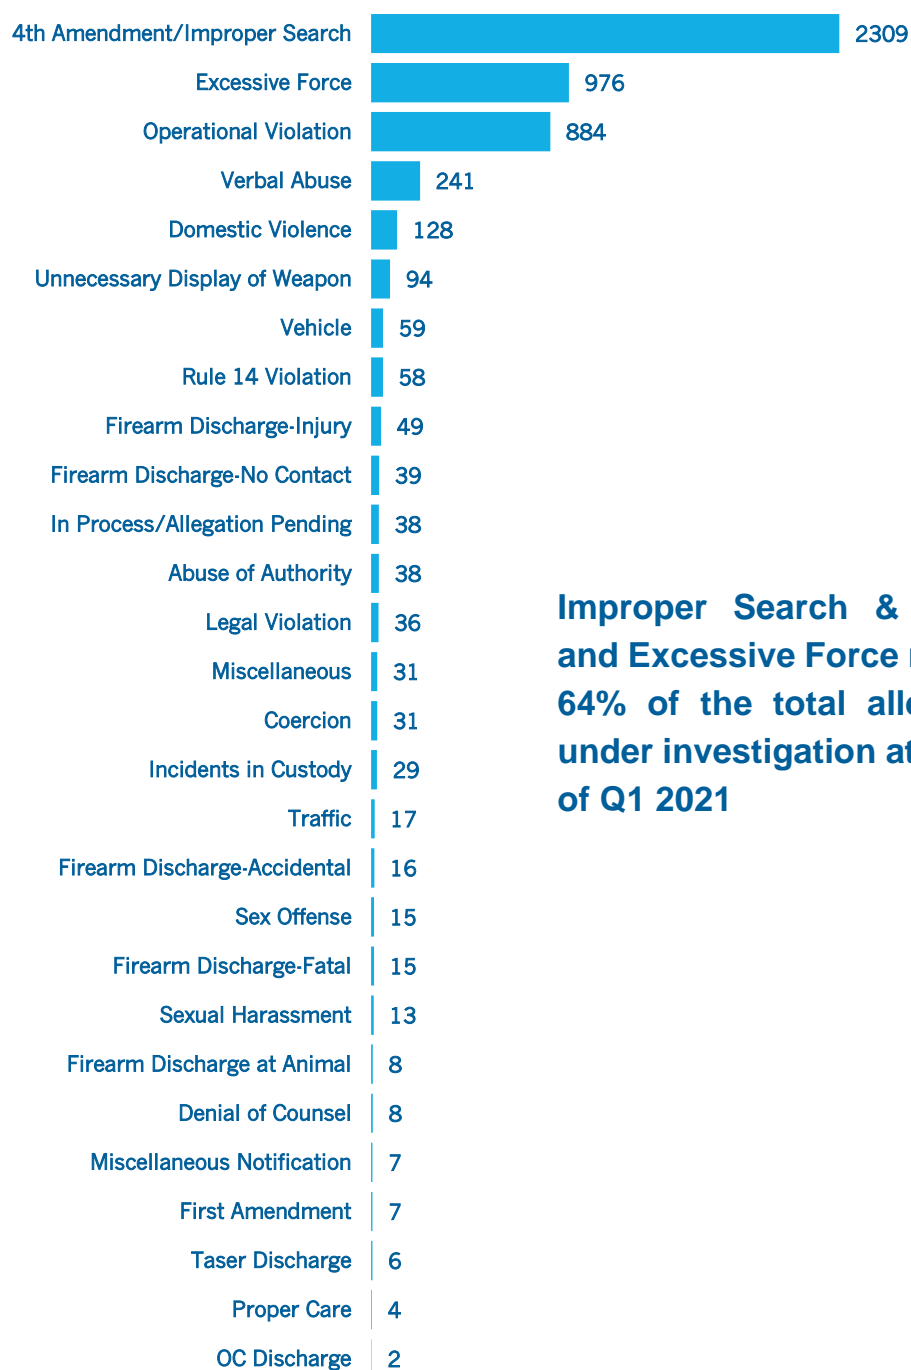 4th Amendment/Improper Search 2309
Excessive Force 976
Operational Violation 884
Verbal Abuse 241
Domestic Violence 128
Unnecessary Display of Weapon 94
Vehicle 59
Rule 14 Violation 58
Firearm Discharge-Injury 49
Firearm Discharge-No Contact 39
In Process/Allegation Pending 38
Abuse of Authority 38
Legal Violation 36
Miscellaneous 31
Coercion 31
Incidents in Custody 29
Traffic 17
Firearm Discharge-Accidental 16
Sex Offense 15
Firearm Discharge-Fatal 15
Sexual Harassment 13
Firearm Discharge at Animal 8
Denial of Counsel 8
Miscellaneous Notification 7
First Amendment 7
Taser Discharge 6
Proper Care 4
OC Discharge 2
Improper Search &
and Excessive Force
64% of the total
under investigation at
of Q1 2021